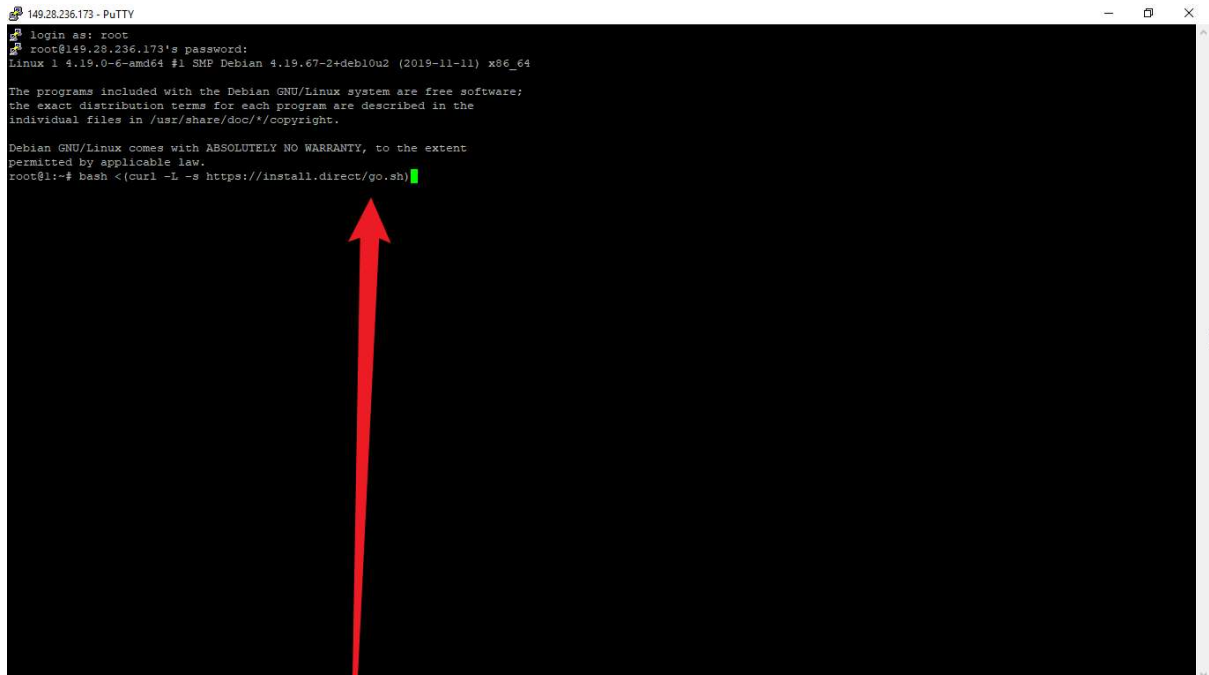 149.28.236.173 - PuTTY
login as: root
root@149.28.236.173's password:
Linux 1 4.19.0-6-amd64 #1 SMP Debian 4.19.67-2+deb10u2 (2019-11-11) x86_64
The programs included with the Debian GNU/Linux system are free software;
the exact distribution terms for each program are described in the
individual files in /usr/share/doc/*/copyright.
Debian GNU/Linux comes with ABSOLUTELY NO WARRANTY, to the extent
permitted by applicable law.
root@1:~# bash <(curl -L -s https://install.direct/go.sh)